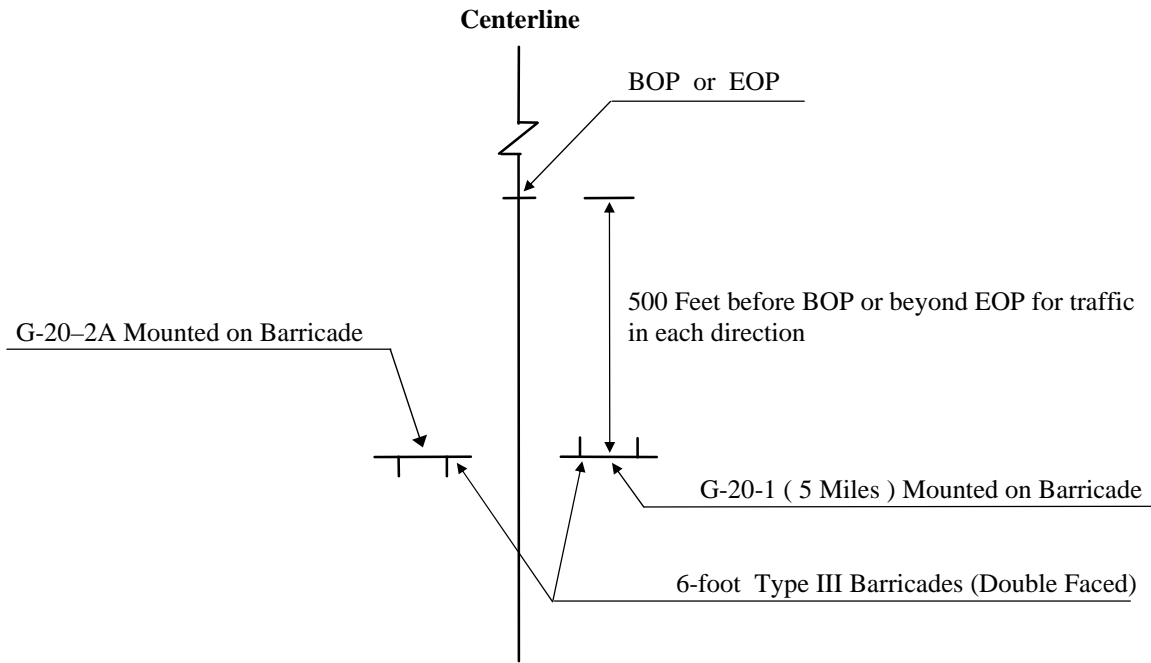 Centerline
BOP or EOP
500 Feet before BOP or beyond EOP for traffic
in each direction
G-20–2A Mounted on Barricade
G-20-1 ( 5 Miles ) Mounted on Barricade
6-foot Type III Barricades (Double Faced)